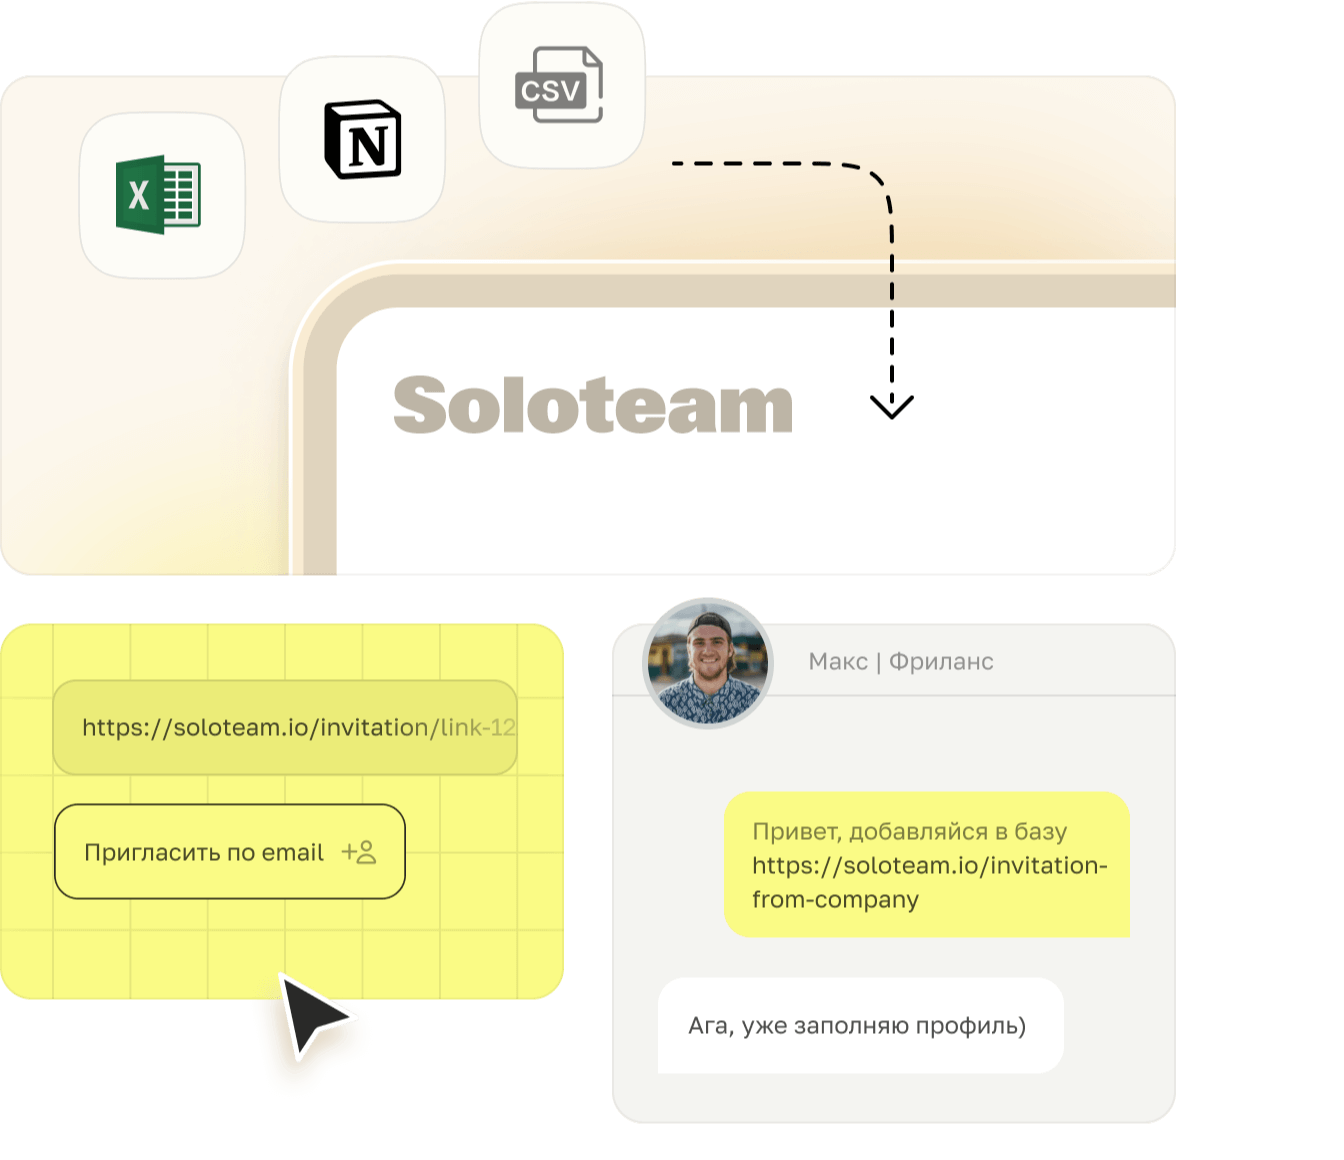 CSV
N
X
Soloteam
https://soloteam.io/invitation/link-12
Пригласить по email
Макс | Фриланс
Привет, добавляйся в базу
https://soloteam.io/invitation-
from-company
Ага, уже заполняю профиль)